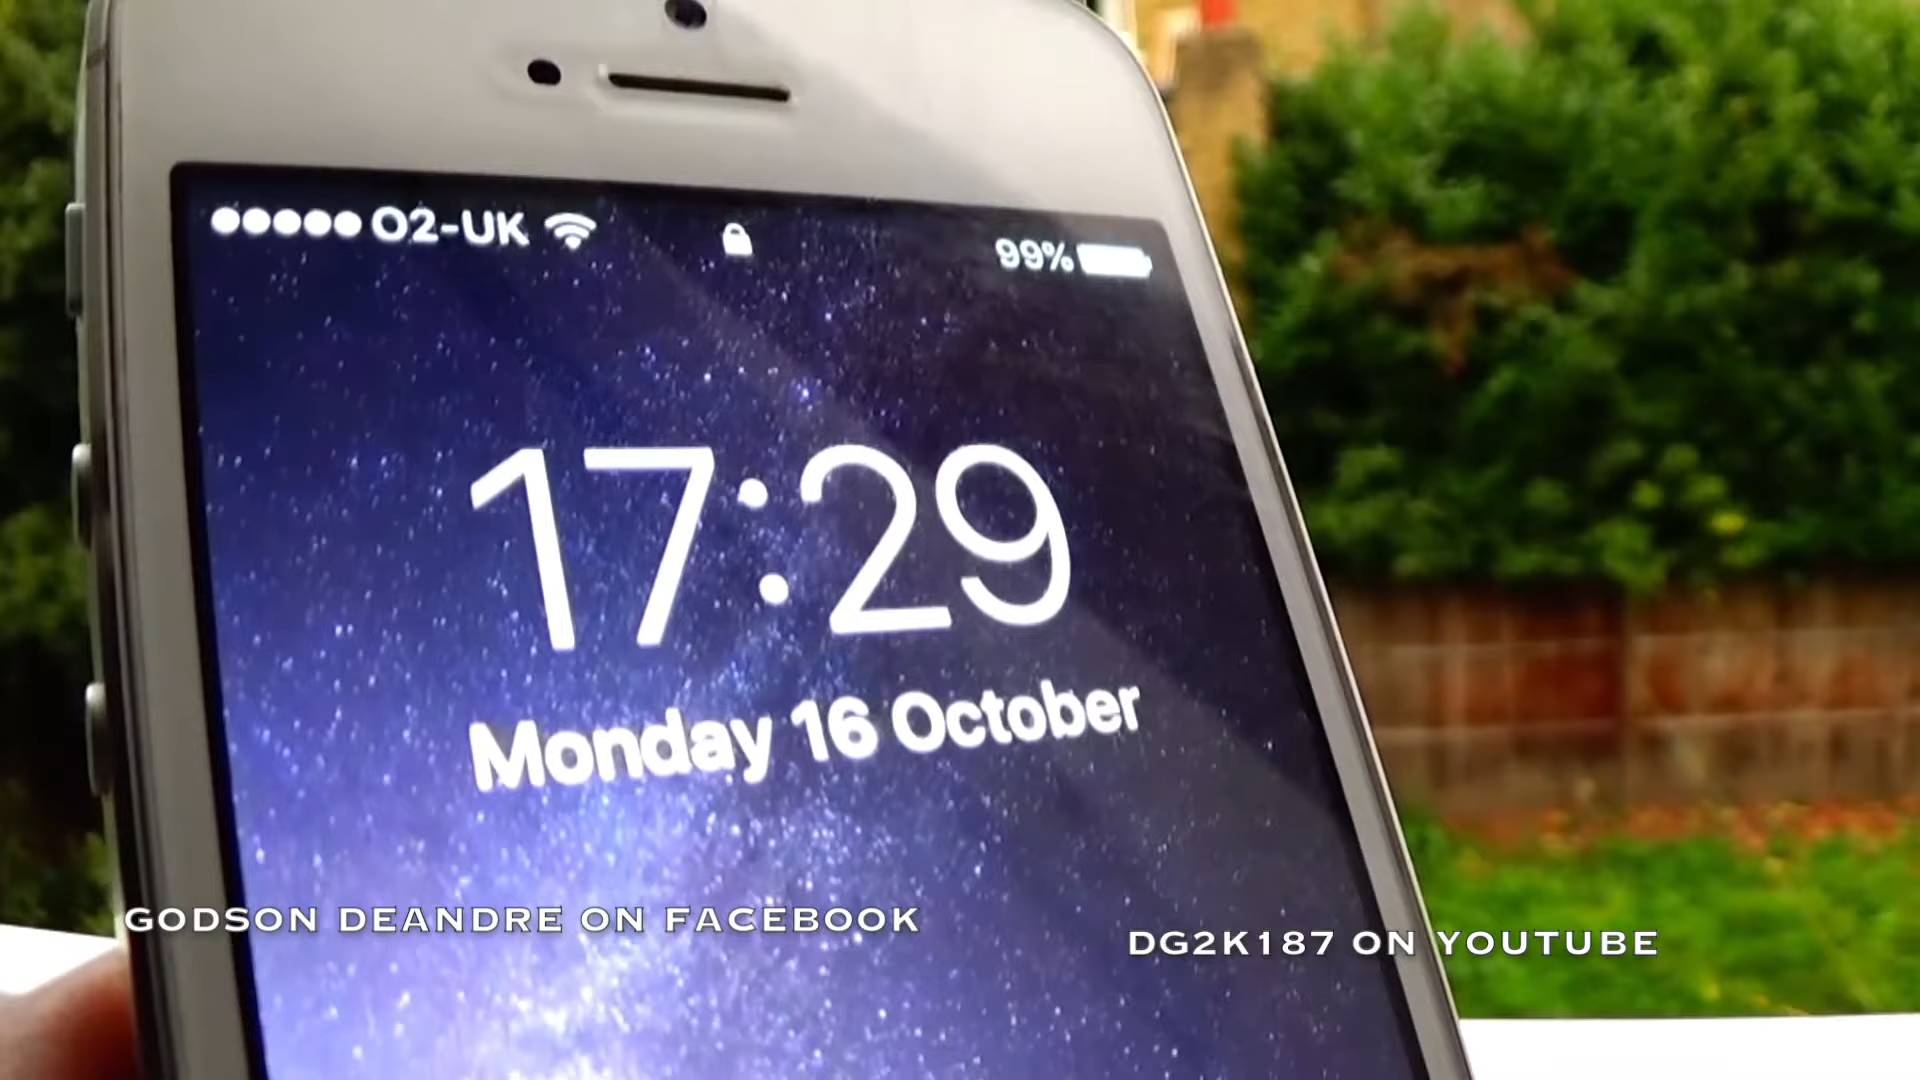 O2-UK 99%
17:29
Monday 16 October
GODSON DEANDRE ON FACEBOOK
DG2K187 ON YOUTUBE